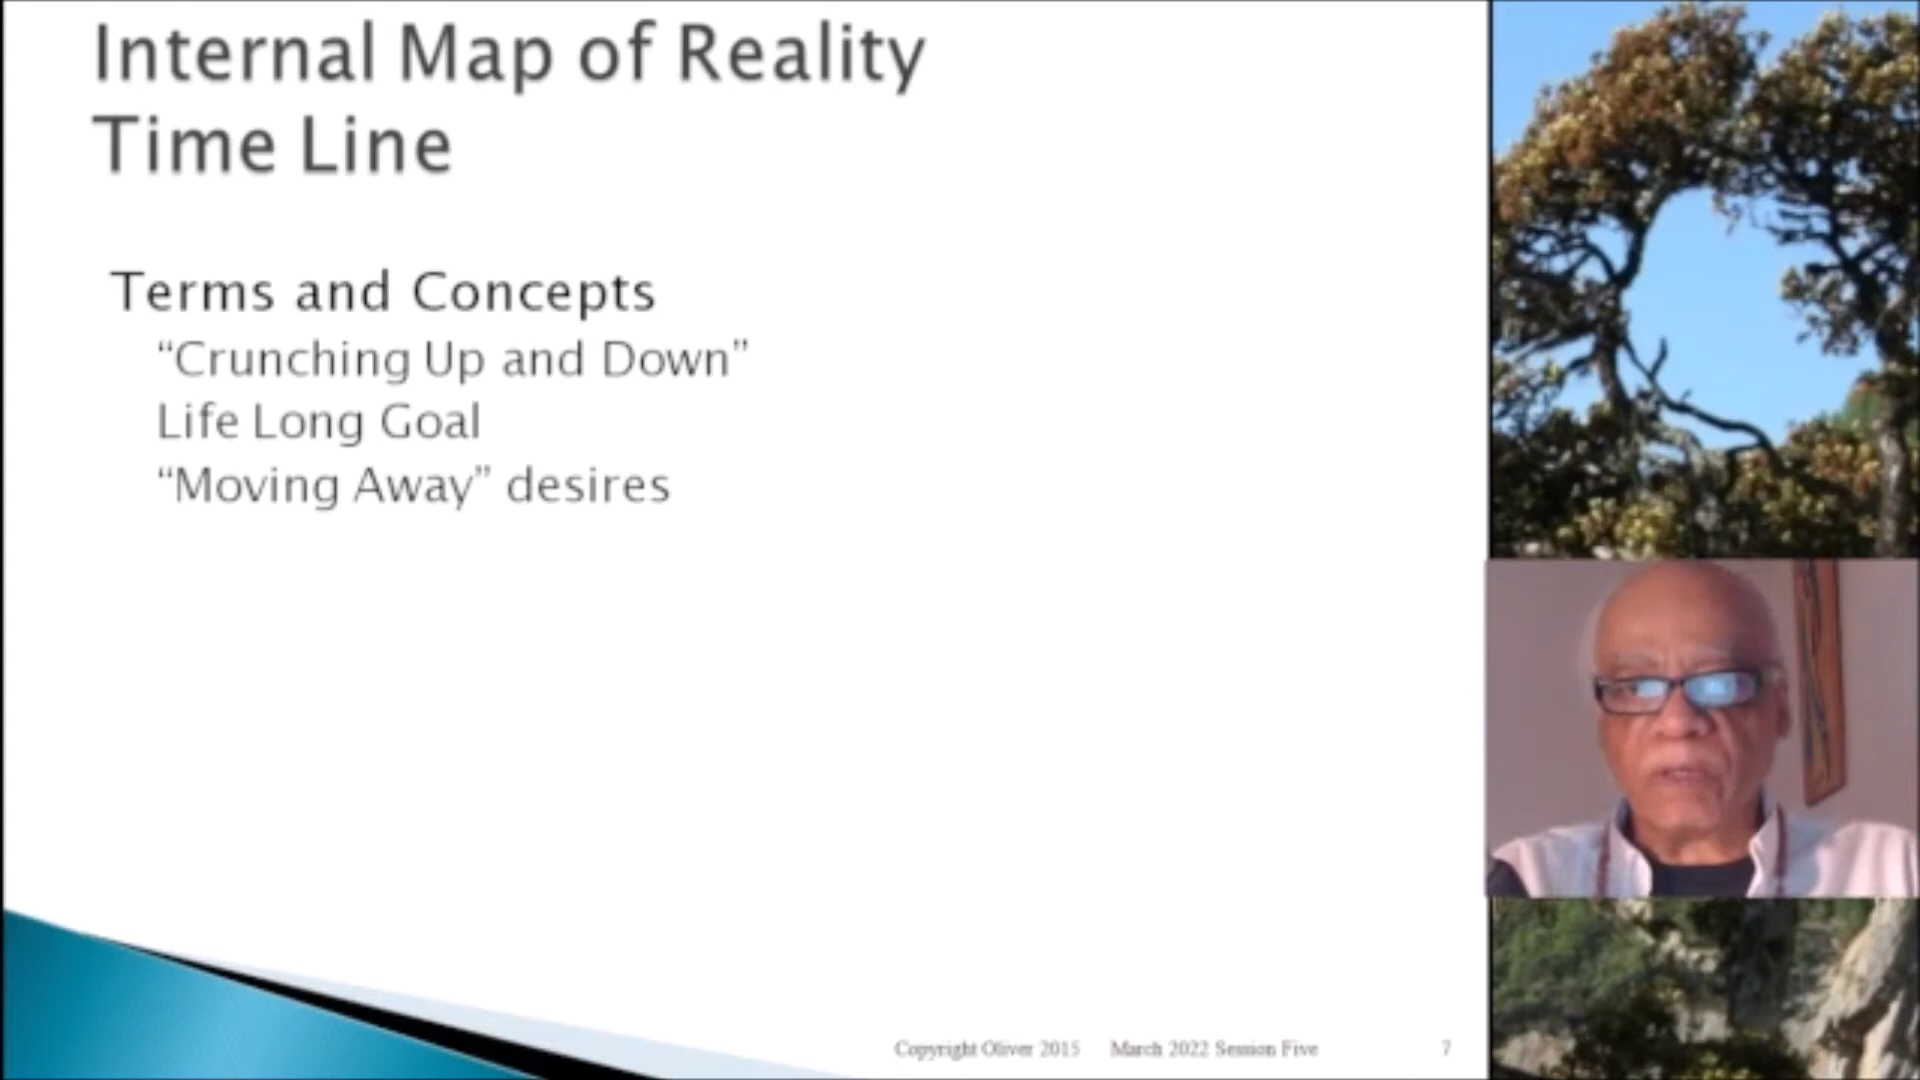 Internal Map of Reality
Time Line
Terms and Concepts
“Crunching Up and Down”
Life Long Goal
“Moving Away” desires
Copyright Oliver 2015 March 2022 Session Five 7